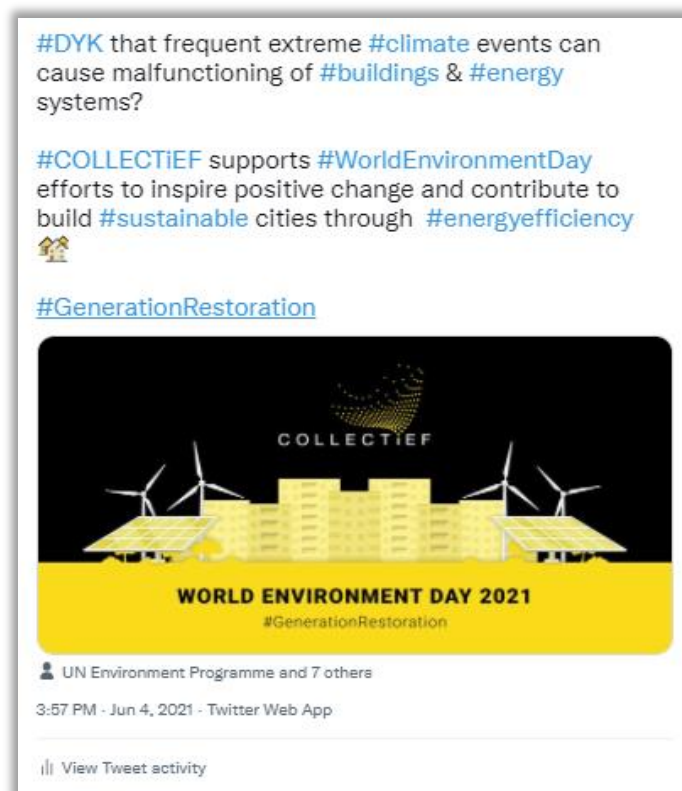 #DYK that frequent extreme #climate events can
cause malfunctioning of #buildings & #energy
systems?
#COLLECTiEF supports #WorldEnvironmentDay
efforts to inspire positive change and contribute to
build #sustainable cities through #energyefficiency
🏘️
#GenerationRestoration
COLLECTiEF
WORLD ENVIRONMENT DAY 2021
#GenerationRestoration
UN Environment Programme and 7 others
3:57 PM · Jun 4, 2021 · Twitter Web App
View Tweet activity